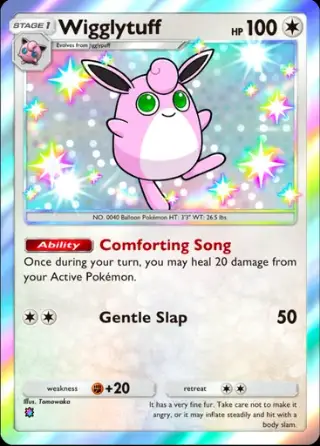 STAGE 1 Wigglytuff HP 100
Evolves from Jigglypuff
NO. 0040 Balloon Pokémon HT: 3'3" WT: 26.5 lbs
Ability Comforting Song
Once during your turn, you may heal 20 damage from
your Active Pokémon.
Gentle Slap 50
weakness +20 retreat
Illus. Tomowaka
It has a very fine fur. Take care not to make it
angry, or it may inflate steadily and hit with a
body slam.